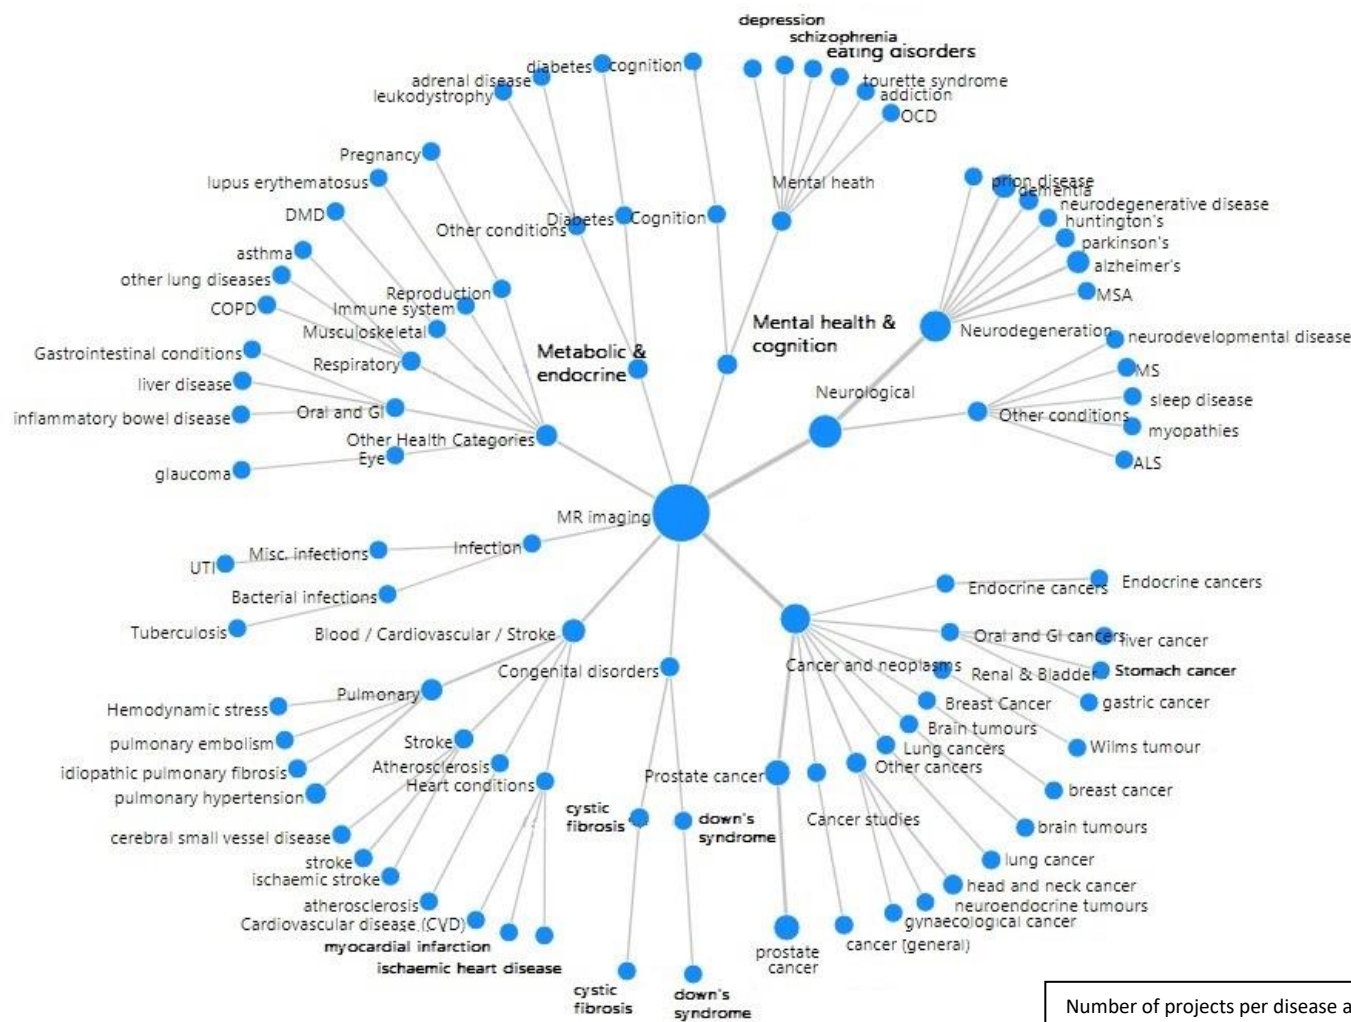 depression
schizophrenia
eating disorders
tourette syndrome
addiction
OCD
diabetes
cognition
adrenal disease
leukodystrophy
Pregnancy
lupus erythematosus
DMD
asthma
other lung diseases
COPD
Gastrointestinal conditions
liver disease
inflammatory bowel disease
glaucoma
Other conditions
Diabetes
Cognition
Mental heath
Reproduction
Immune system
Musculoskeletal
Respiratory
Oral and GI
Other Health Categories
Eye
Metabolic &
endocrine
Mental health &
cognition
prion disease
dementia
neurodegenerative disease
huntington's
parkinson's
alzheimer's
MSA
Neurodegeneration
neurodevelopmental disease
MS
Neurological
sleep disease
Other conditions
myopathies
ALS
MR imaging
Infection
Misc. infections
UTI
Bacterial infections
Tuberculosis
Blood / Cardiovascular / Stroke
Congenital disorders
Pulmonary
Hemodynamic stress
pulmonary embolism
idiopathic pulmonary fibrosis
pulmonary hypertension
Stroke
Atherosclerosis
Heart conditions
cerebral small vessel disease
stroke
ischaemic stroke
atherosclerosis
Cardiovascular disease (CVD)
myocardial infarction
ischaemic heart disease
cystic
fibrosis
down's
syndrome
cystic
fibrosis
down's
syndrome
Endocrine cancers
Endocrine cancers
Oral and GI cancers
liver cancer
Cancer and neoplasms
Renal & Bladder
Stomach cancer
Breast Cancer
gastric cancer
Brain tumours
Lung cancers
Wilms tumour
Other cancers
Prostate cancer
breast cancer
Cancer studies
brain tumours
lung cancer
head and neck cancer
neuroendocrine tumours
gynaecological cancer
cancer (general)
prostate
cancer
Number of projects per disease a